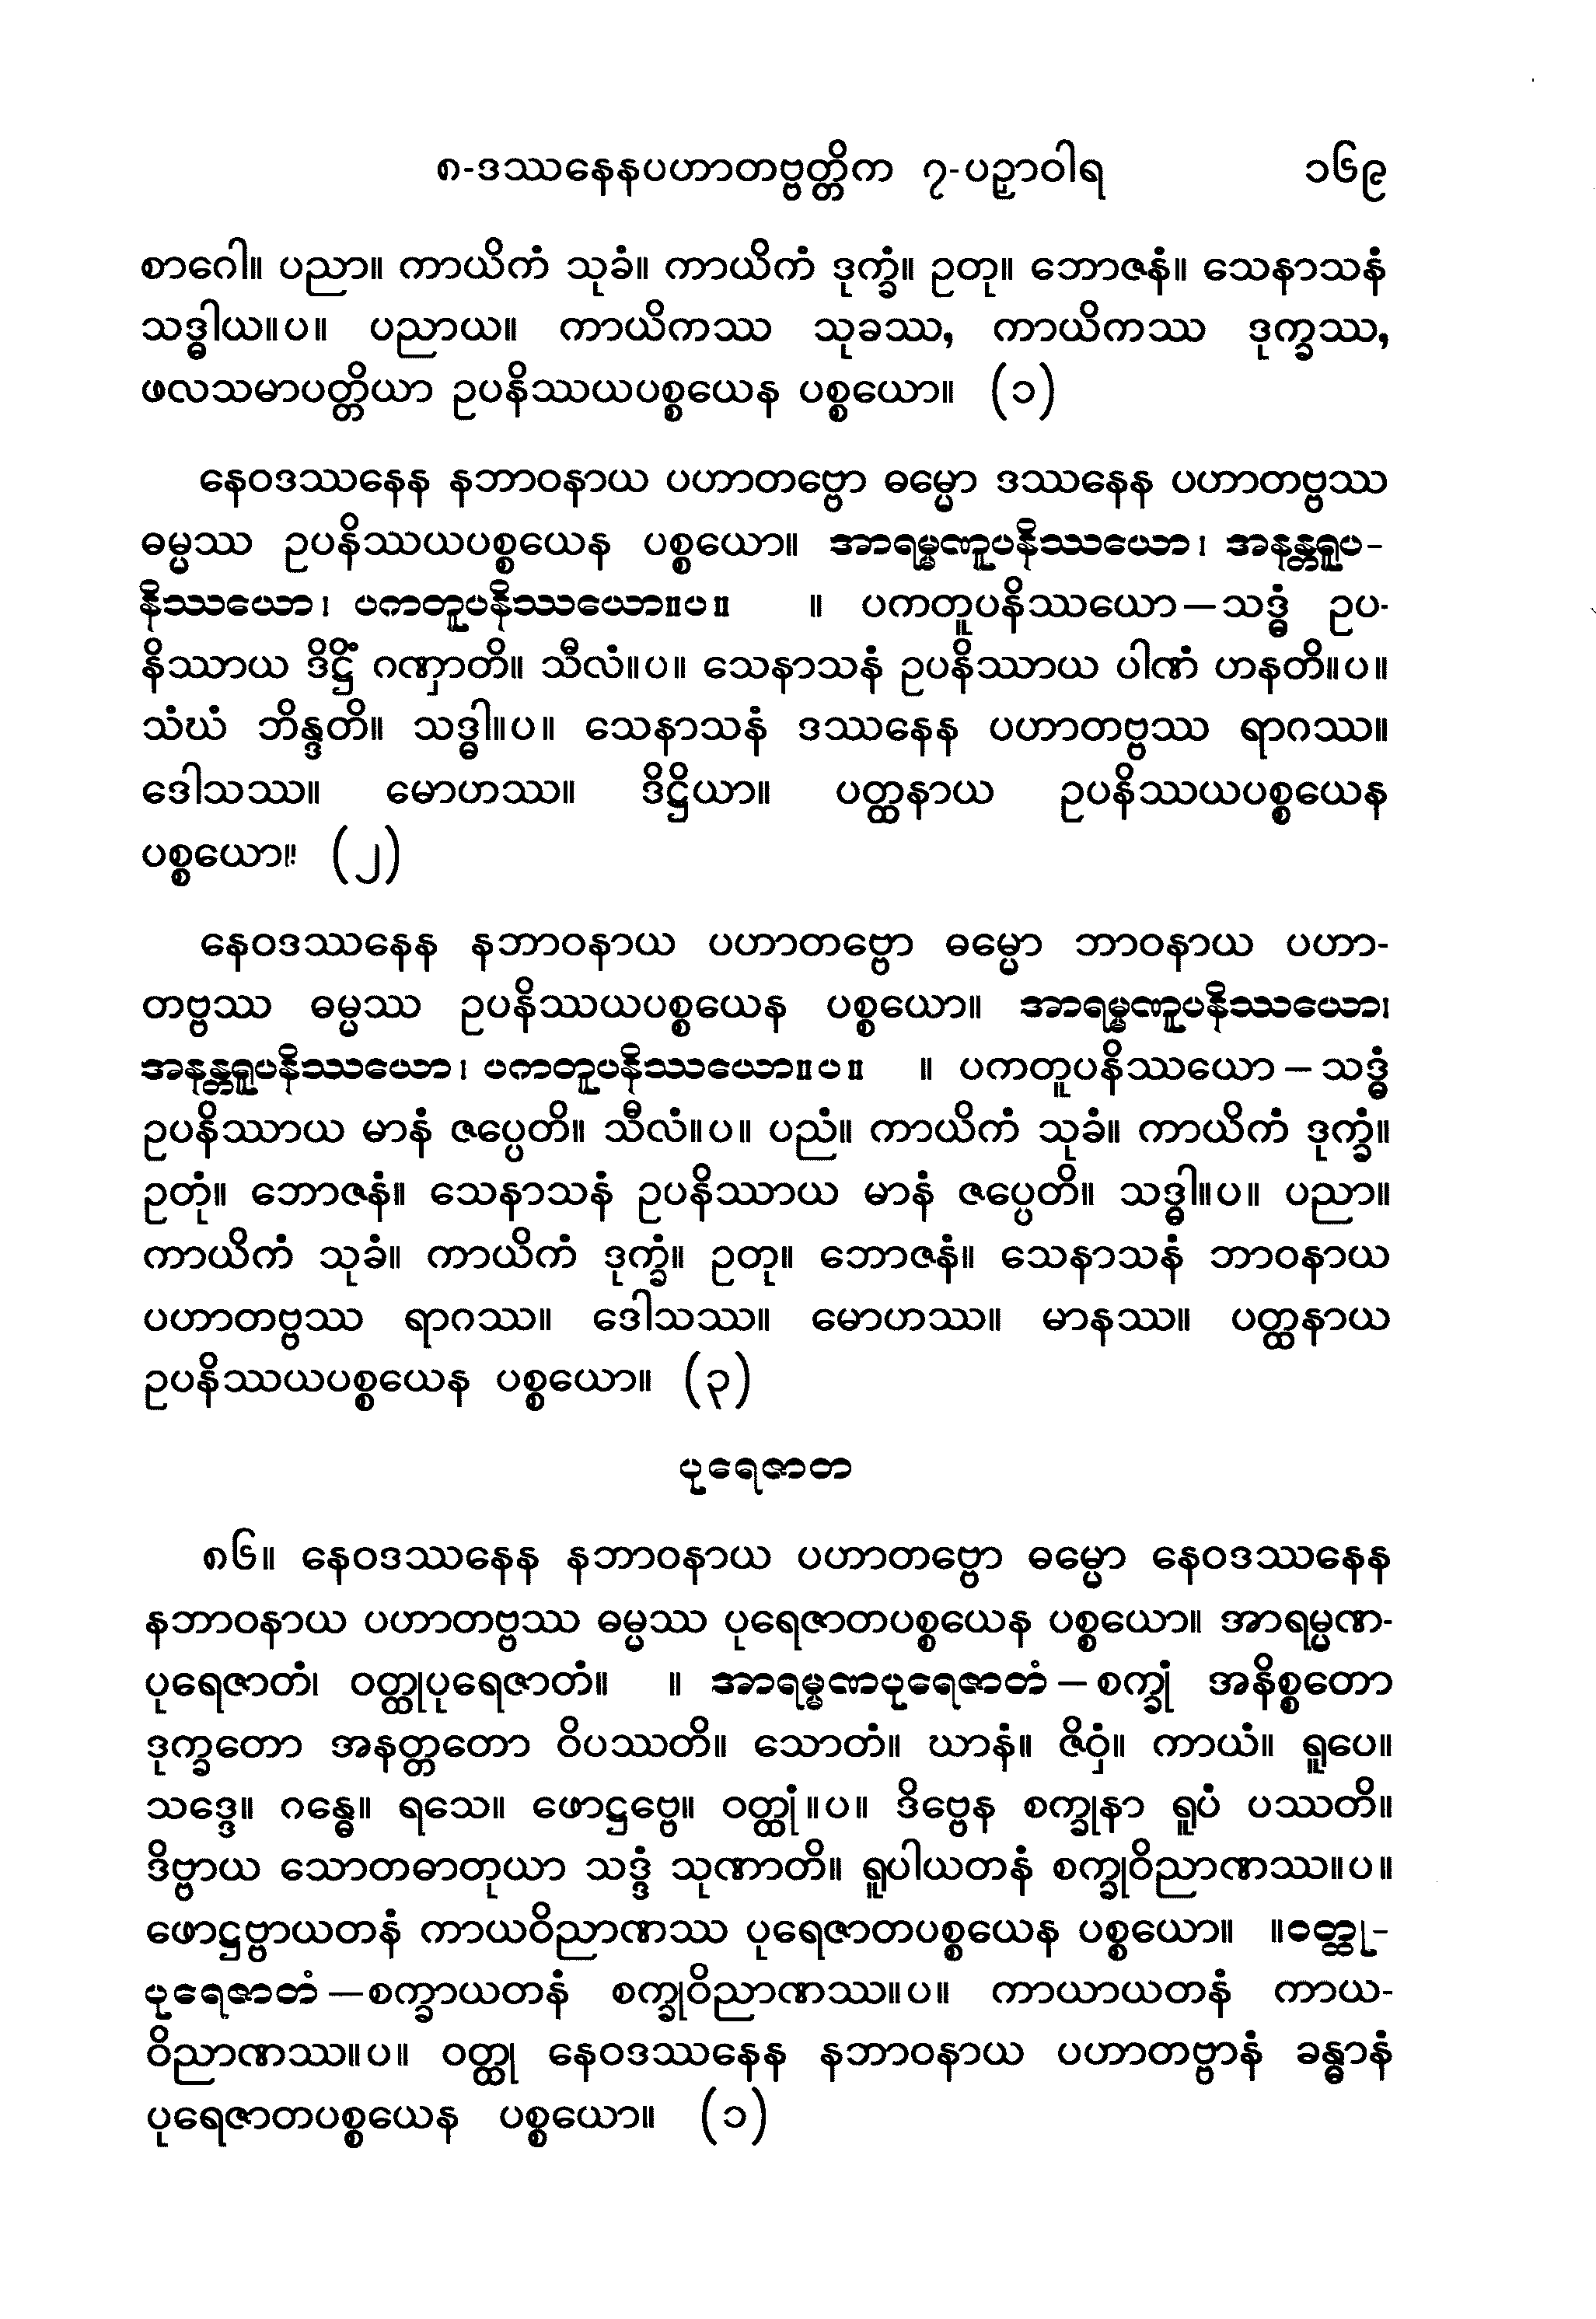 ၈-ဒဿနေနပဟာတဗ္ဗတ္တိက ၇-ပဉှာဝါရ ၁၆၉
စာဂေါ။ ပညာ။ ကာယိကံ သုခံ။ ကာယိကံ ဒုက္ခံ။ ဥတု။ ဘောဇနံ။ သေနာသနံ
သဒ္ဓါယ။ပ။ ပညာယ။ ကာယိကဿ သုခဿ, ကာယိကဿ ဒုက္ခဿ,
ဖလသမာပတ္တိယာ ဥပနိဿယပစ္စယေန ပစ္စယော။ (၁)
နေဝဒဿနေန နဘာဝနာယ ပဟာတဗ္ဗော ဓမ္မော ဒဿနေန ပဟာတဗ္ဗဿ
ဓမ္မဿ ဥပနိဿယပစ္စယေန ပစ္စယော။ အာရမ္မဏူပနိဿယော၊ အနန္တရူပ-
နိဿယော၊ ပကတူပနိဿယော။ပ။ ။ ပကတူပနိဿယော—သဒ္ဓံ ဥပ-
နိဿာယ ဒိဋ္ဌိံ ဂဏှာတိ။ သီလံ။ပ။ သေနာသနံ ဥပနိဿာယ ပါဏံ ဟနတိ။ပ။
သံဃံ ဘိန္ဒတိ။ သဒ္ဓါ။ပ။ သေနာသနံ ဒဿနေန ပဟာတဗ္ဗဿ ရာဂဿ။
ဒေါသဿ။ မောဟဿ။ ဒိဋ္ဌိယာ။ ပတ္ထနာယ ဥပနိဿယပစ္စယေန
ပစ္စယော။ (၂)
နေဝဒဿနေန နဘာဝနာယ ပဟာတဗ္ဗော ဓမ္မော ဘာဝနာယ ပဟာ-
တဗ္ဗဿ ဓမ္မဿ ဥပနိဿယပစ္စယေန ပစ္စယော။ အာရမ္မဏူပနိဿယော၊
အနန္တရူပနိဿယော၊ ပကတူပနိဿယော။ပ။ ။ ပကတူပနိဿယော—သဒ္ဓံ
ဥပနိဿာယ မာနံ ဇပ္ပေတိ။ သီလံ။ပ။ ပညံ။ ကာယိကံ သုခံ။ ကာယိကံ ဒုက္ခံ။
ဥတုံ။ ဘောဇနံ။ သေနာသနံ ဥပနိဿာယ မာနံ ဇပ္ပေတိ။ သဒ္ဓါ။ပ။ ပညာ။
ကာယိကံ သုခံ။ ကာယိကံ ဒုက္ခံ။ ဥတု။ ဘောဇနံ။ သေနာသနံ ဘာဝနာယ
ပဟာတဗ္ဗဿ ရာဂဿ။ ဒေါသဿ။ မောဟဿ။ မာနဿ။ ပတ္ထနာယ
ဥပနိဿယပစ္စယေန ပစ္စယော။ (၃)
ပုရေဇာတ
၈၆။ နေဝဒဿနေန နဘာဝနာယ ပဟာတဗ္ဗော ဓမ္မော နေဝဒဿနေန
နဘာဝနာယ ပဟာတဗ္ဗဿ ဓမ္မဿ ပုရေဇာတပစ္စယေန ပစ္စယော။ အာရမ္မဏ-
ပုရေဇာတံ၊ ဝတ္ထုပုရေဇာတံ။ ။ အာရမ္မဏပုရေဇာတံ—စက္ခုံ အနိစ္စတော
ဒုက္ခတော အနတ္တတော ဝိပဿတိ။ သောတံ။ ဃာနံ။ ဇိဝှံ။ ကာယံ။ ရူပေ။
သဒ္ဒေ။ ဂန္ဓေ။ ရသေ။ ဖောဋ္ဌဗ္ဗေ။ ဝတ္ထုံ။ပ။ ဒိဗ္ဗေန စက္ခုနာ ရူပံ ပဿတိ။
ဒိဗ္ဗာယ သောတဓာတုယာ သဒ္ဒံ သုဏာတိ။ ရူပါယတနံ စက္ခုဝိညာဏဿ။ပ။
ဖောဋ္ဌဗ္ဗာယတနံ ကာယဝိညာဏဿ ပုရေဇာတပစ္စယေန ပစ္စယော။ ။ဝတ္ထု-
ပုရေဇာတံ—စက္ခာယတနံ စက္ခုဝိညာဏဿ။ပ။ ကာယာယတနံ ကာယ-
ဝိညာဏဿ။ပ။ ဝတ္ထု နေဝဒဿနေန နဘာဝနာယ ပဟာတဗ္ဗာနံ ခန္ဓာနံ
ပုရေဇာတပစ္စယေန ပစ္စယော။ (၁)